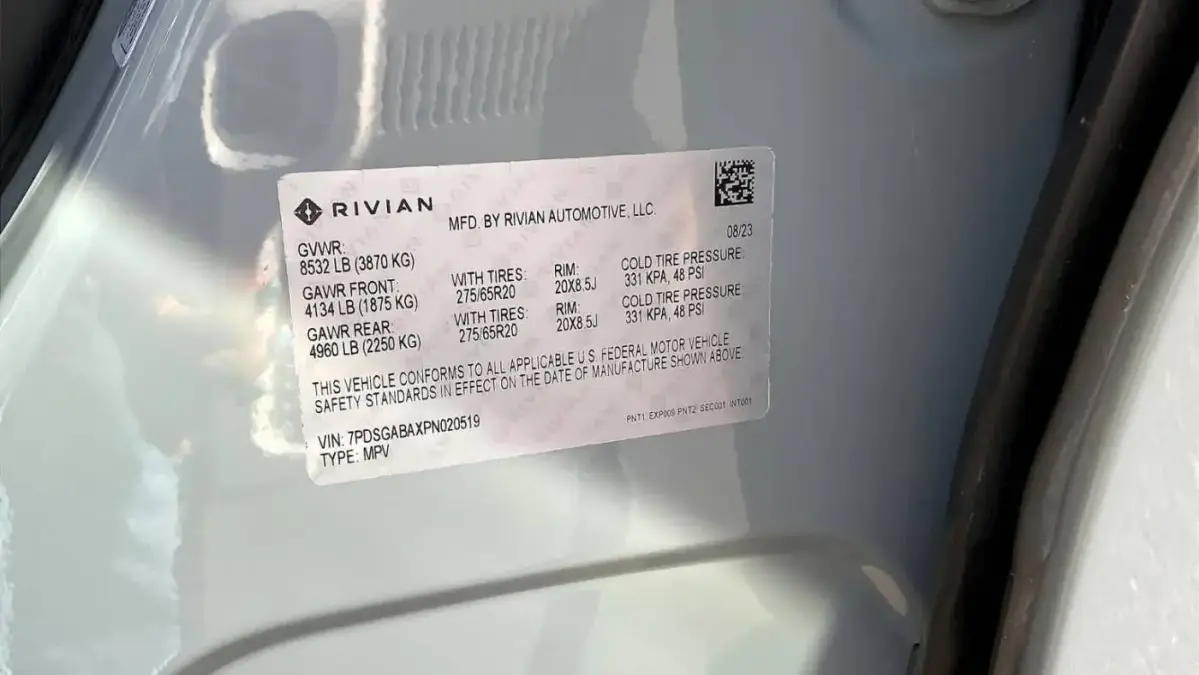 RIVIAN
MFD. BY RIVIAN AUTOMOTIVE, LLC.
08/23
GVWR:
8532 LB (3870 KG)
GAWR FRONT: WITH TIRES: RIM: COLD TIRE PRESSURE:
4134 LB (1875 KG) 275/65R20 20X8.5J 331 KPA, 48 PSI
GAWR REAR: WITH TIRES: RIM: COLD TIRE PRESSURE:
4960 LB (2250 KG) 275/65R20 20X8.5J 331 KPA, 48 PSI
THIS VEHICLE CONFORMS TO ALL APPLICABLE U.S. FEDERAL MOTOR VEHICLE
SAFETY STANDARDS IN EFFECT ON THE DATE OF MANUFACTURE SHOWN ABOVE.
VIN: 7PDSGABAXPN020519
TYPE: MPV
PNT1: EXP009 PNT2: SEC001 INT001